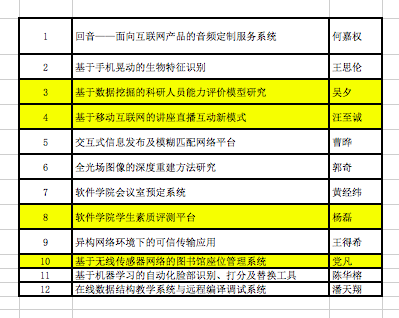 1 回音——面向互联网产品的音频定制服务系统 何嘉权
2 基于手机晃动的生物特征识别 王思伦
3 基于数据挖掘的科研人员能力评价模型研究 吴夕
4 基于移动互联网的讲座直播互动新模式 汪至诚
5 交互式信息发布及模糊匹配网络平台 曹晔
6 全光场图像的深度重建方法研究 郭奇
7 软件学院会议室预定系统 黄经纬
8 软件学院学生素质评测平台 杨磊
9 异构网络环境下的可信传输应用 王得希
10 基于无线传感器网络的图书馆座位管理系统 党凡
11 基于机器学习的自动化脸部识别、打分及替换工具 陈华榕
12 在线数据结构教学系统与远程编译调试系统 潘天翔